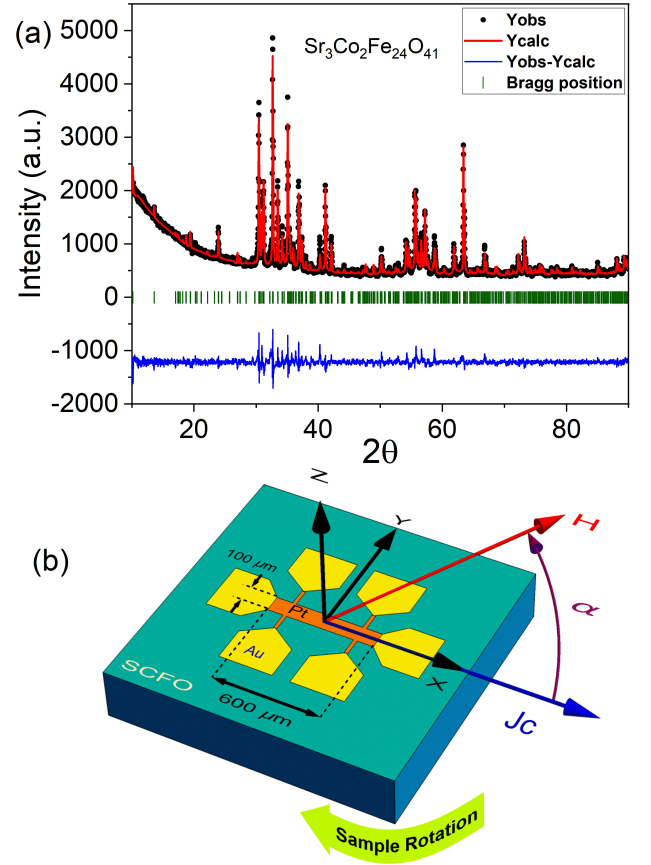 (a)
Sr₃Co₂Fe₂₄O₄₁
Yobs
Ycalc
Yobs-Ycalc
Bragg position
Intensity (a.u.)
5000
4000
3000
2000
1000
0
-1000
-2000
20
40
60
80
2θ
(b)
Z
Y
H
100 μm
Pt
α
Au
X
SCFO
600 μm
Jc
Sample Rotation